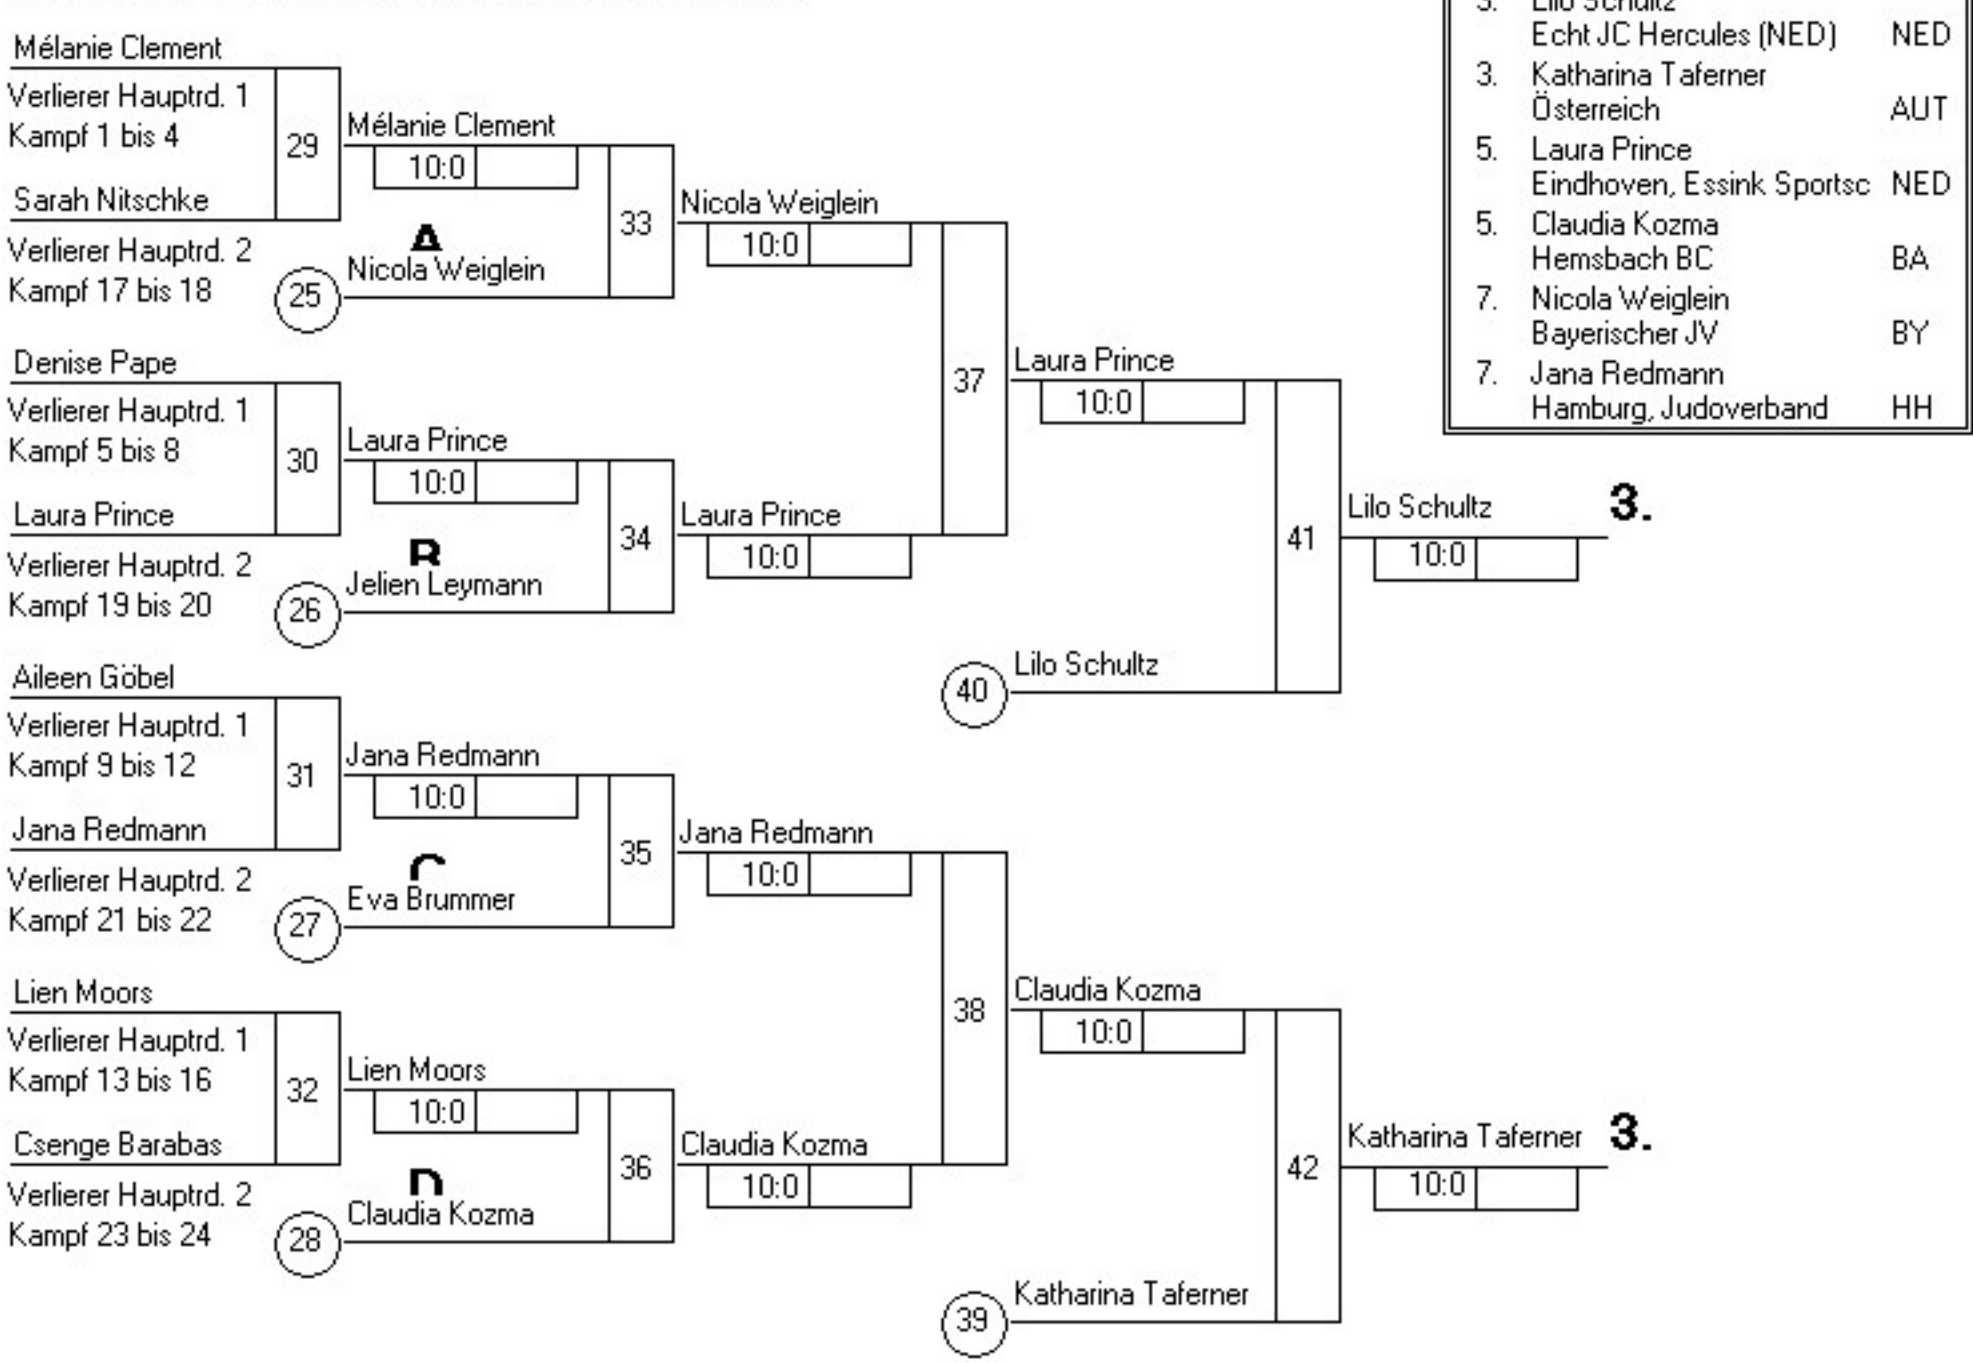 Mélanie Clement
Verlierer Hauptrd. 1
Kampf 1 bis 4
29
Sarah Nitschke
Verlierer Hauptrd. 2
Kampf 17 bis 18
Mélanie Clement
10:0
A
25
Nicola Weiglein
33
Nicola Weiglein
10:0
Denise Pape
Verlierer Hauptrd. 1
Kampf 5 bis 8
30
Laura Prince
Verlierer Hauptrd. 2
Kampf 19 bis 20
Laura Prince
10:0
B
26
Jelien Leymann
34
Laura Prince
10:0
37
Laura Prince
10:0
40
Lilo Schultz
41
Lilo Schultz
3.
10:0
Aileen Göbel
Verlierer Hauptrd. 1
Kampf 9 bis 12
31
Jana Redmann
Verlierer Hauptrd. 2
Kampf 21 bis 22
Jana Redmann
10:0
C
27
Eva Brummer
35
Jana Redmann
10:0
Lien Moors
Verlierer Hauptrd. 1
Kampf 13 bis 16
32
Csenge Barabas
Verlierer Hauptrd. 2
Kampf 23 bis 24
Lien Moors
10:0
D
28
Claudia Kozma
36
Claudia Kozma
10:0
38
Claudia Kozma
10:0
39
Katharina Taferner
42
Katharina Taferner
3.
10:0
3. Lilo Schultz
Echt JC Hercules (NED) NED
3. Katharina Taferner
Österreich AUT
5. Laura Prince
Eindhoven, Essink Sportsc NED
5. Claudia Kozma
Hemsbach BC BA
7. Nicola Weiglein
Bayerischer JV BY
7. Jana Redmann
Hamburg, Judoverband HH